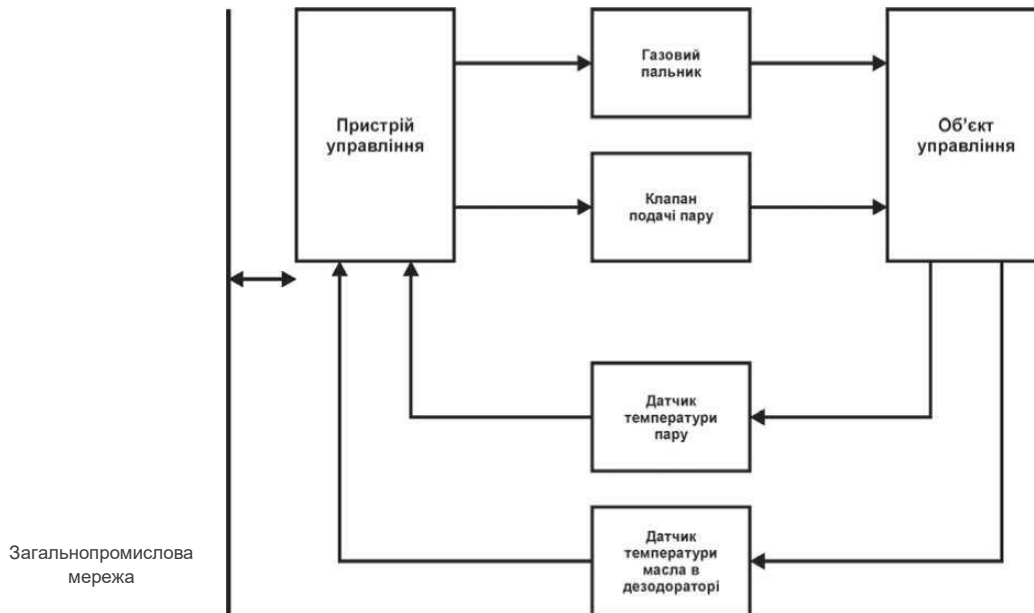 Газовий
пальник
Пристрій
управління
Об’єкт
управління
Клапан
подачі пару
Датчик
температури
пару
Датчик
температури
масла в
дезодораторі
Загальнопромислова
мережа